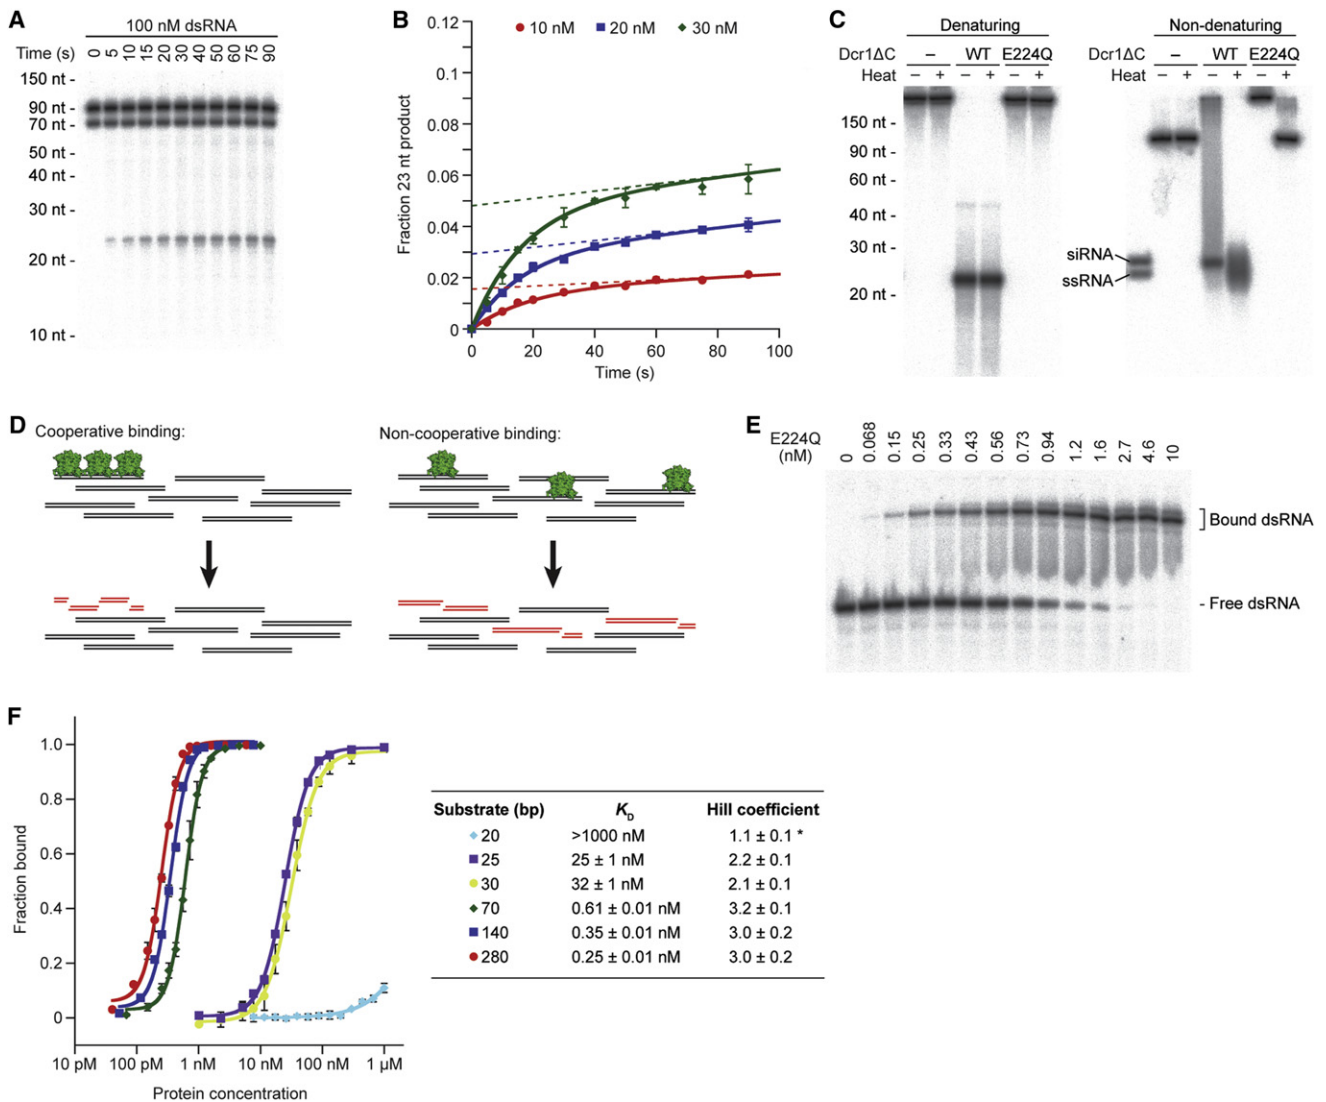 A
100 nM dsRNA
Time (s) 0 5 10 15 20 30 40 50 60 75 90
150 nt -
90 nt -
70 nt -
50 nt -
40 nt -
30 nt -
20 nt -
10 nt -
B
10 nM 20 nM 30 nM
Fraction 23 nt product
0.12
0.1
0.08
0.06
0.04
0.02
0
0 20 40 60 80 100
Time (s)
C
Denaturing
Dcr1ΔC – WT E224Q
Heat – + – + – +
150 nt -
90 nt -
60 nt -
40 nt -
30 nt -
20 nt -
Non-denaturing
Dcr1ΔC – WT E224Q
Heat – + – + – +
siRNA
ssRNA
D
Cooperative binding:
Non-cooperative binding:
E
E224Q
(nM)
0 0.068 0.15 0.25 0.33 0.43 0.56 0.73 0.94 1.2 1.6 2.7 4.6 10
Bound dsRNA
- Free dsRNA
F
Fraction bound
1.0
0.8
0.6
0.4
0.2
0
10 pM 100 pM 1 nM 10 nM 100 nM 1 µM
Protein concentration
Substrate (bp) KD Hill coefficient
20 >1000 nM 1.1 ± 0.1 *
25 25 ± 1 nM 2.2 ± 0.1
30 32 ± 1 nM 2.1 ± 0.1
70 0.61 ± 0.01 nM 3.2 ± 0.1
140 0.35 ± 0.01 nM 3.0 ± 0.2
280 0.25 ± 0.01 nM 3.0 ± 0.2